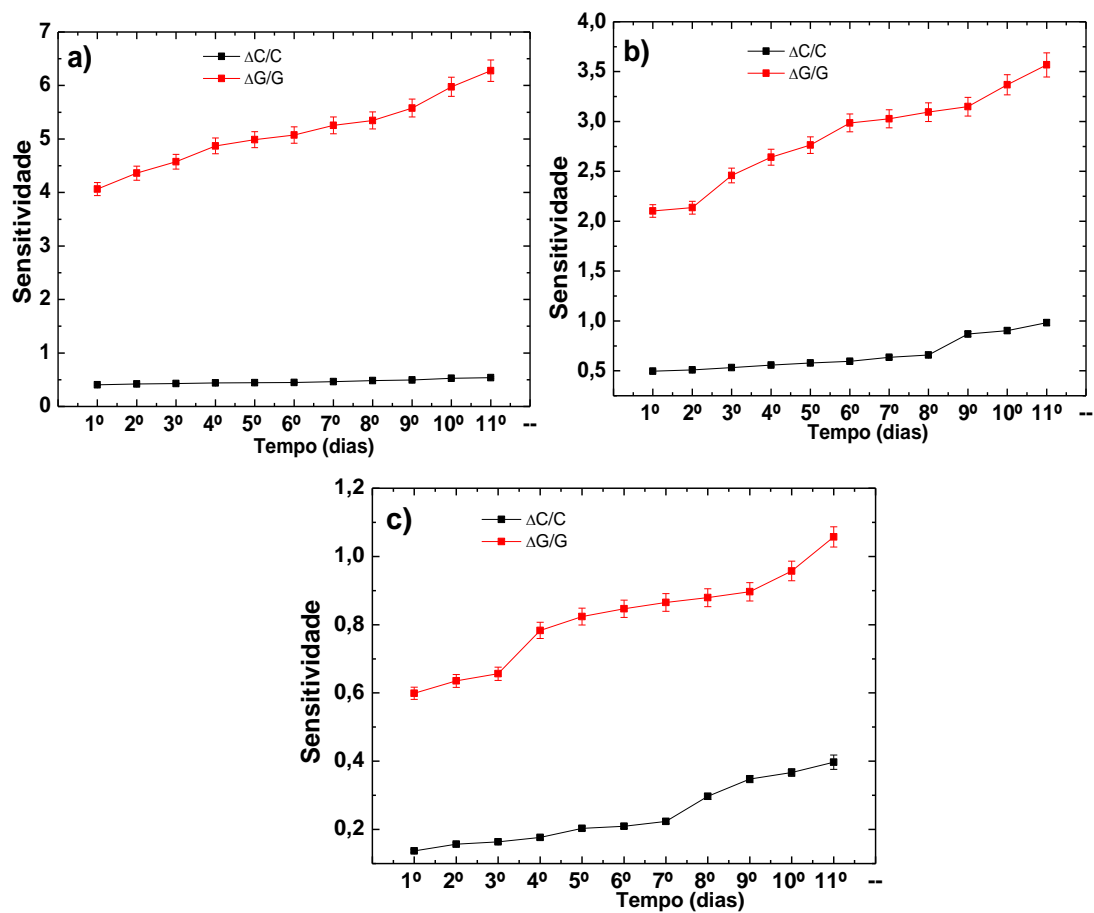 a)
ΔC/C
ΔG/G
Sensitividade
7
6
5
4
3
2
1
0
1º 2º 3º 4º 5º 6º 7º 8º 9º 10º 11º --
Tempo (dias)
b)
ΔC/C
ΔG/G
Sensitividade
4,0
3,5
3,0
2,5
2,0
1,5
1,0
0,5
1º 2º 3º 4º 5º 6º 7º 8º 9º 10º 11º --
Tempo (dias)
c)
ΔC/C
ΔG/G
Sensitividade
1,2
1,0
0,8
0,6
0,4
0,2
1º 2º 3º 4º 5º 6º 7º 8º 9º 10º 11º --
Tempo (dias)